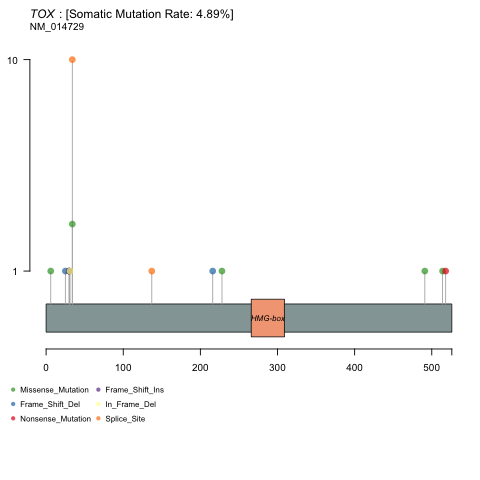 TOX : [Somatic Mutation Rate: 4.89%]
NM_014729
10
1
HMG-box
0 100 200 300 400 500
Missense_Mutation Frame_Shift_Ins
Frame_Shift_Del In_Frame_Del
Nonsense_Mutation Splice_Site